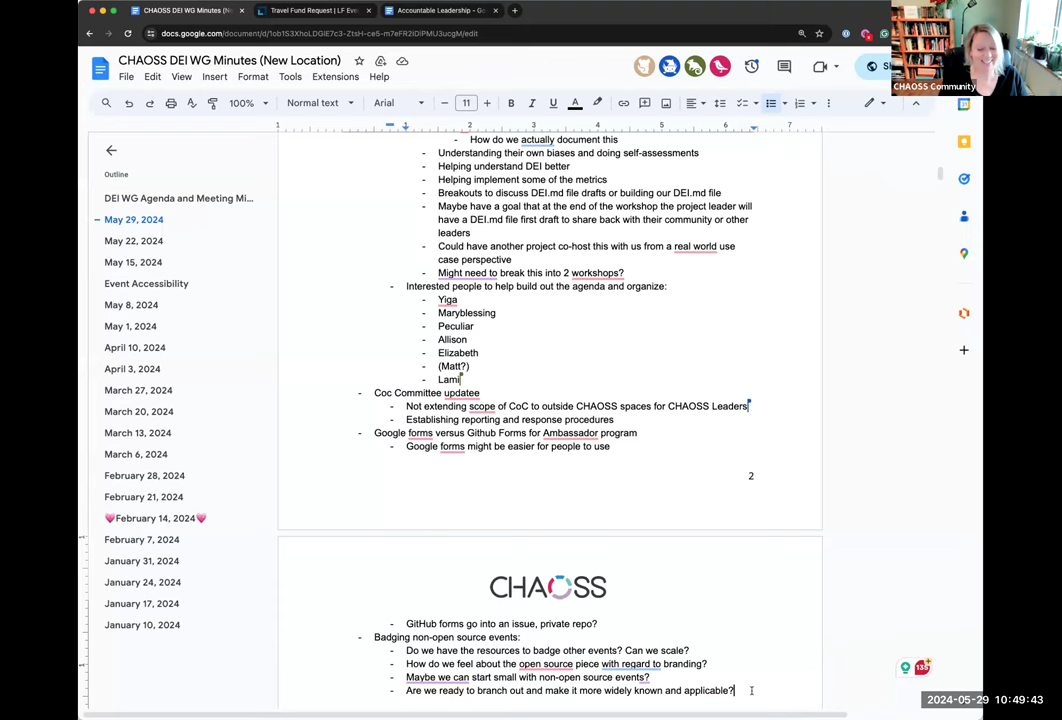 CHAOSS DEI WG Minutes (Ne
Travel Fund Request | LF Even
Accountable Leadership - Go
docs.google.com/document/d/1ob1S3XhoLDGiE7c3-ZtsH-ce5-m7eFR2iDlPMU3ucgM/edit
CHAOSS DEI WG Minutes (New Location)
File Edit View Insert Format Tools Extensions Help
CHAOSS Community
100% Normal text Arial 11 B I U A
1 1 2 3 4 5 6 7
Outline
DEI WG Agenda and Meeting Mi...
May 29, 2024
May 22, 2024
May 15, 2024
Event Accessibility
May 8, 2024
May 1, 2024
April 10, 2024
April 3, 2024
March 27, 2024
March 20, 2024
March 13, 2024
March 6, 2024
February 28, 2024
February 21, 2024
💗February 14, 2024💗
February 7, 2024
January 31, 2024
January 24, 2024
January 17, 2024
January 10, 2024
- How do we actually document this
- Understanding their own biases and doing self-assessments
- Helping understand DEI better
- Helping implement some of the metrics
- Breakouts to discuss DEI.md file drafts or building our DEI.md file
- Maybe have a goal that at the end of the workshop the project leader will
have a DEI.md file first draft to share back with their community or other
leaders
- Could have another project co-host this with us from a real world use
case perspective
- Might need to break this into 2 workshops?
- Interested people to help build out the agenda and organize:
- Yiga
- Maryblessing
- Peculiar
- Allison
- Elizabeth
- (Matt?)
- Lami
- Coc Committee updatee
- Not extending scope of CoC to outside CHAOSS spaces for CHAOSS Leaders
- Establishing reporting and response procedures
- Google forms versus Github Forms for Ambassador program
- Google forms might be easier for people to use
2
CHAOSS
- GitHub forms go into an issue, private repo?
- Badging non-open source events:
- Do we have the resources to badge other events? Can we scale?
- How do we feel about the open source piece with regard to branding?
- Maybe we can start small with non-open source events?
- Are we ready to branch out and make it more widely known and applicable?
135
2024-05-29 10:49:43